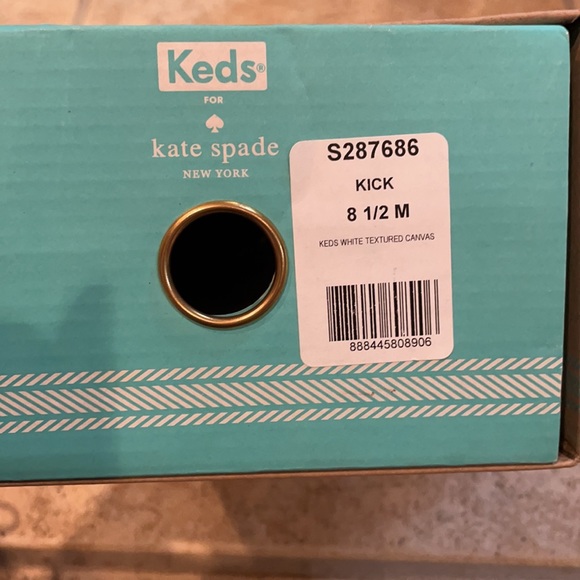 Keds®
FOR
kate spade
NEW YORK
S287686
KICK
8 1/2 M
KEDS WHITE TEXTURED CANVAS
888445808906